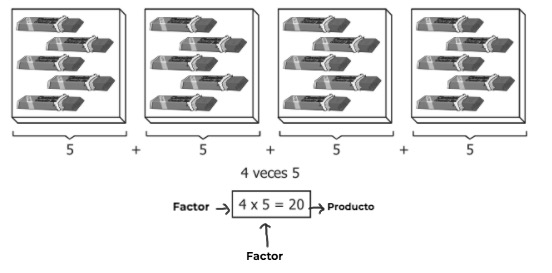 5 + 5 + 5 + 5
4 veces 5
Factor 4 x 5 = 20 Producto
Factor